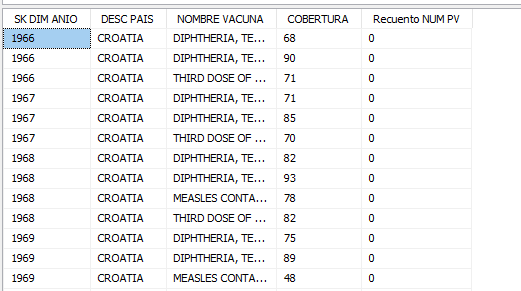 SK DIM ANIO DESC PAIS NOMBRE VACUNA COBERTURA Recuento NUM PV
1966 CROATIA DIPHTHERIA, TE... 68 0
1966 CROATIA DIPHTHERIA, TE... 90 0
1966 CROATIA THIRD DOSE OF ... 71 0
1967 CROATIA DIPHTHERIA, TE... 71 0
1967 CROATIA DIPHTHERIA, TE... 85 0
1967 CROATIA THIRD DOSE OF ... 70 0
1968 CROATIA DIPHTHERIA, TE... 82 0
1968 CROATIA DIPHTHERIA, TE... 93 0
1968 CROATIA MEASLES CONTA... 78 0
1968 CROATIA THIRD DOSE OF ... 82 0
1969 CROATIA DIPHTHERIA, TE... 75 0
1969 CROATIA DIPHTHERIA, TE... 89 0
1969 CROATIA MEASLES CONTA... 48 0